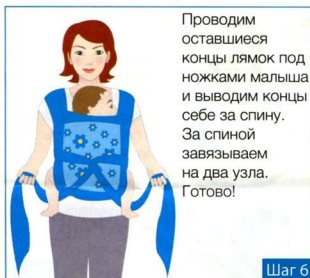 Проводим
оставшиеся
концы лямок под
ножками малыша
и выводим концы
себе за спину.
За спиной
завязываем
на два узла.
Готово!
Шаг 6